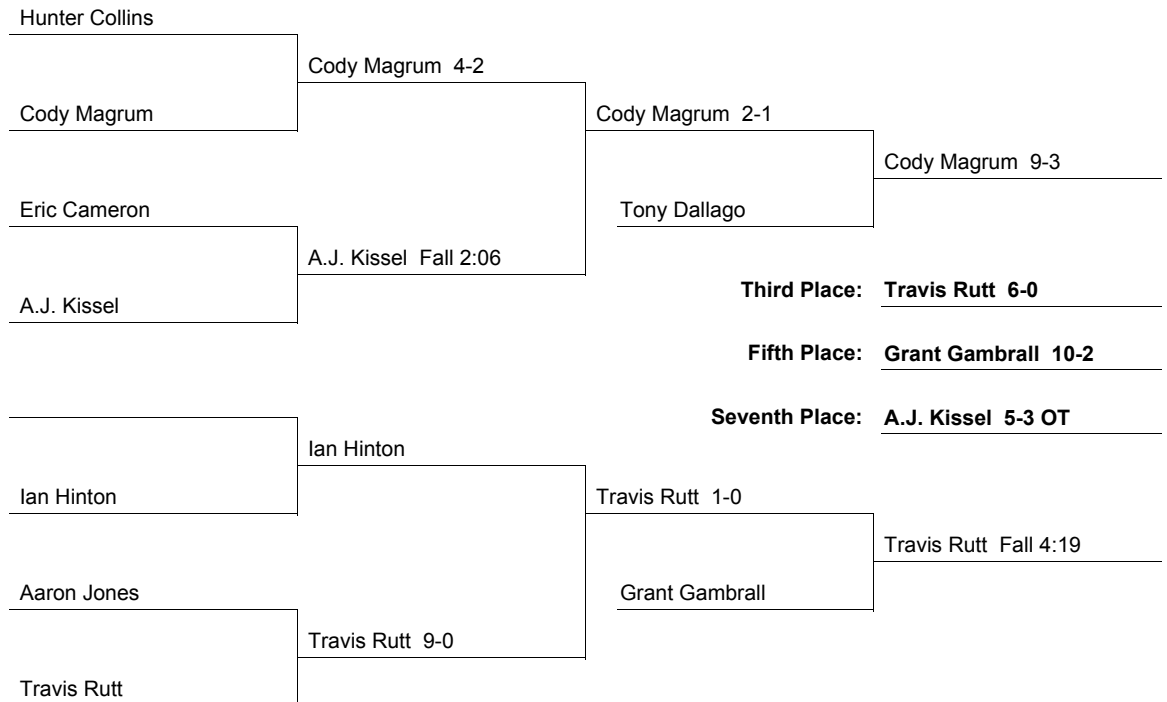 Hunter Collins
Cody Magrum 4-2
Cody Magrum
Cody Magrum 2-1
Cody Magrum 9-3
Eric Cameron
Tony Dallago
A.J. Kissel Fall 2:06
A.J. Kissel
Third Place: Travis Rutt 6-0
Fifth Place: Grant Gambrall 10-2
Seventh Place: A.J. Kissel 5-3 OT
Ian Hinton
Ian Hinton
Travis Rutt 1-0
Travis Rutt Fall 4:19
Aaron Jones
Grant Gambrall
Travis Rutt 9-0
Travis Rutt